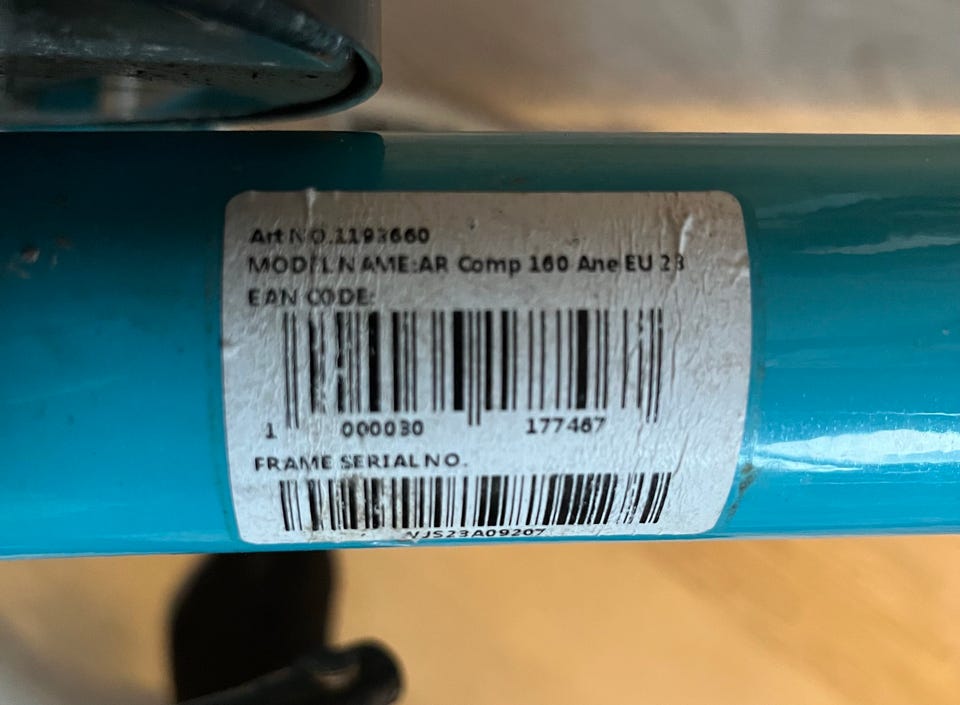 Art NO.1193660
MODEL NAME:AR Comp 160 Ane EU 23
EAN CODE:
1 000030 177467
FRAME SERIAL NO.